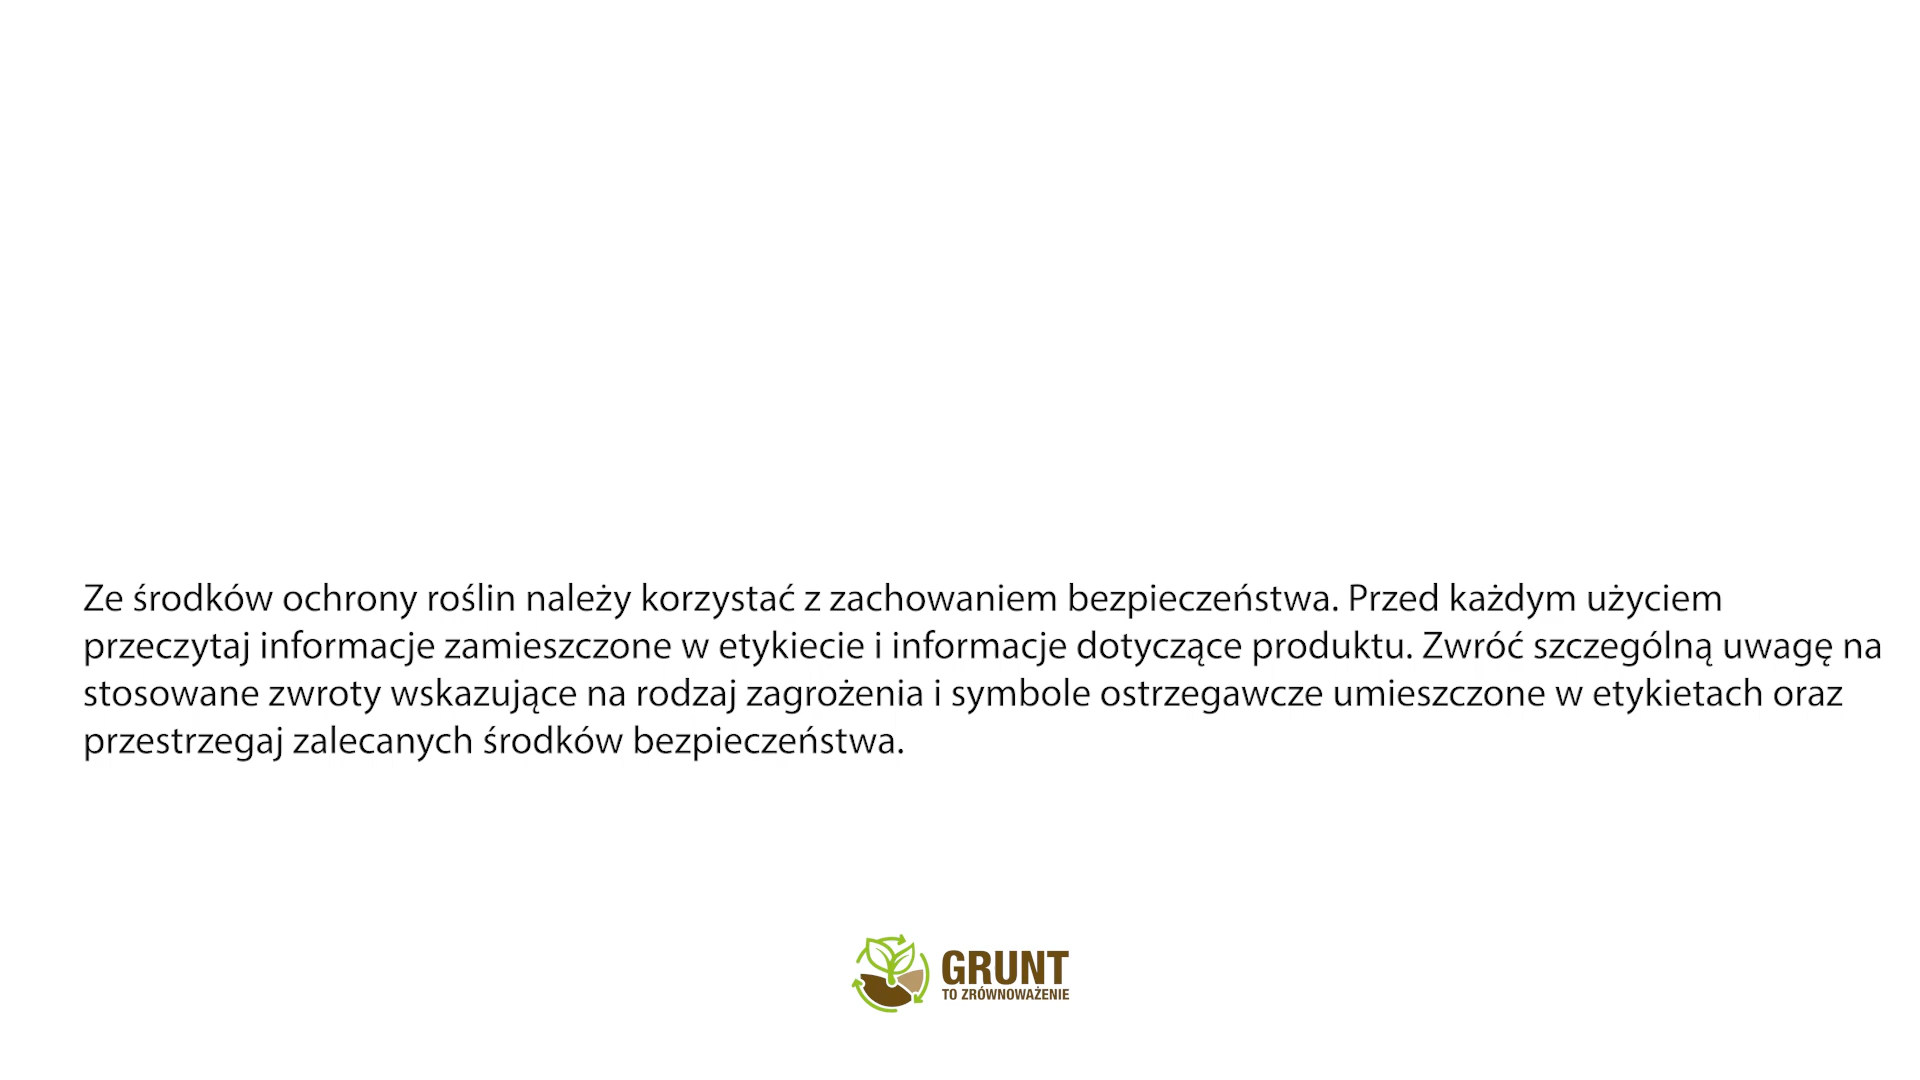 Ze środków ochrony roślin należy korzystać z zachowaniem bezpieczeństwa. Przed każdym użyciem
przeczytaj informacje zamieszczone w etykiecie i informacje dotyczące produktu. Zwróć szczególną uwagę na
stosowane zwroty wskazujące na rodzaj zagrożenia i symbole ostrzegawcze umieszczone w etykietach oraz
przestrzegaj zalecanych środków bezpieczeństwa.
GRUNT
TO ZRÓWNOWAŻENIE